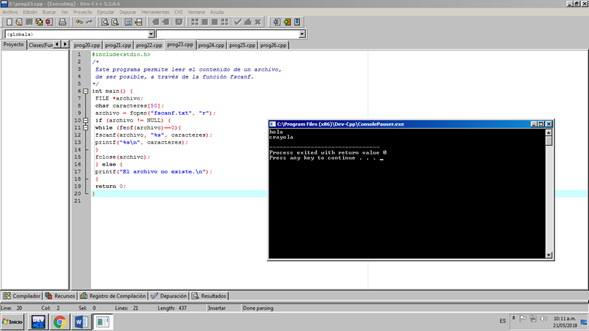 D:\prog23.cpp - [Executing] - Dev-C++ 5.11
Archivo Edición Buscar Ver Proyecto Ejecutar Depurar Herramientas CVS Ventana Ayuda
(globals)
Proyecto Clases(Fun
prog20.cpp prog21.cpp prog22.cpp prog23.cpp prog24.cpp prog25.cpp prog26.cpp
1 #include<stdio.h>
2 /*
3 Este programa permite leer el contenido de un archivo,
4 de ser posible, a través de la función fscanf.
5 */
6 int main() {
7 FILE *archivo;
8 char caracteres[50];
9 archivo = fopen("fscanf.txt", "r");
10 if (archivo != NULL) {
11 while (feof(archivo)==0){
12 fscanf(archivo, "%s", caracteres);
13 printf("%s\n", caracteres);
14 }
15 fclose(archivo);
16 } else {
17 printf("El archivo no existe.\n");
18 }
19 return 0;
20 }
21
C:\Program Files (x86)\Dev-Cpp\ConsolePauser.exe
hola
crayola
--------------------------------
Process exited with return value 0
Press any key to continue . . .
Compilador Recursos Registro de Compilación Depuración Resultados
Line: 20 Col: 2 Sel: 0 Lines: 21 Length: 437 Insertar Done parsing
Inicio
ES
10:11 a.m.
21/05/2018